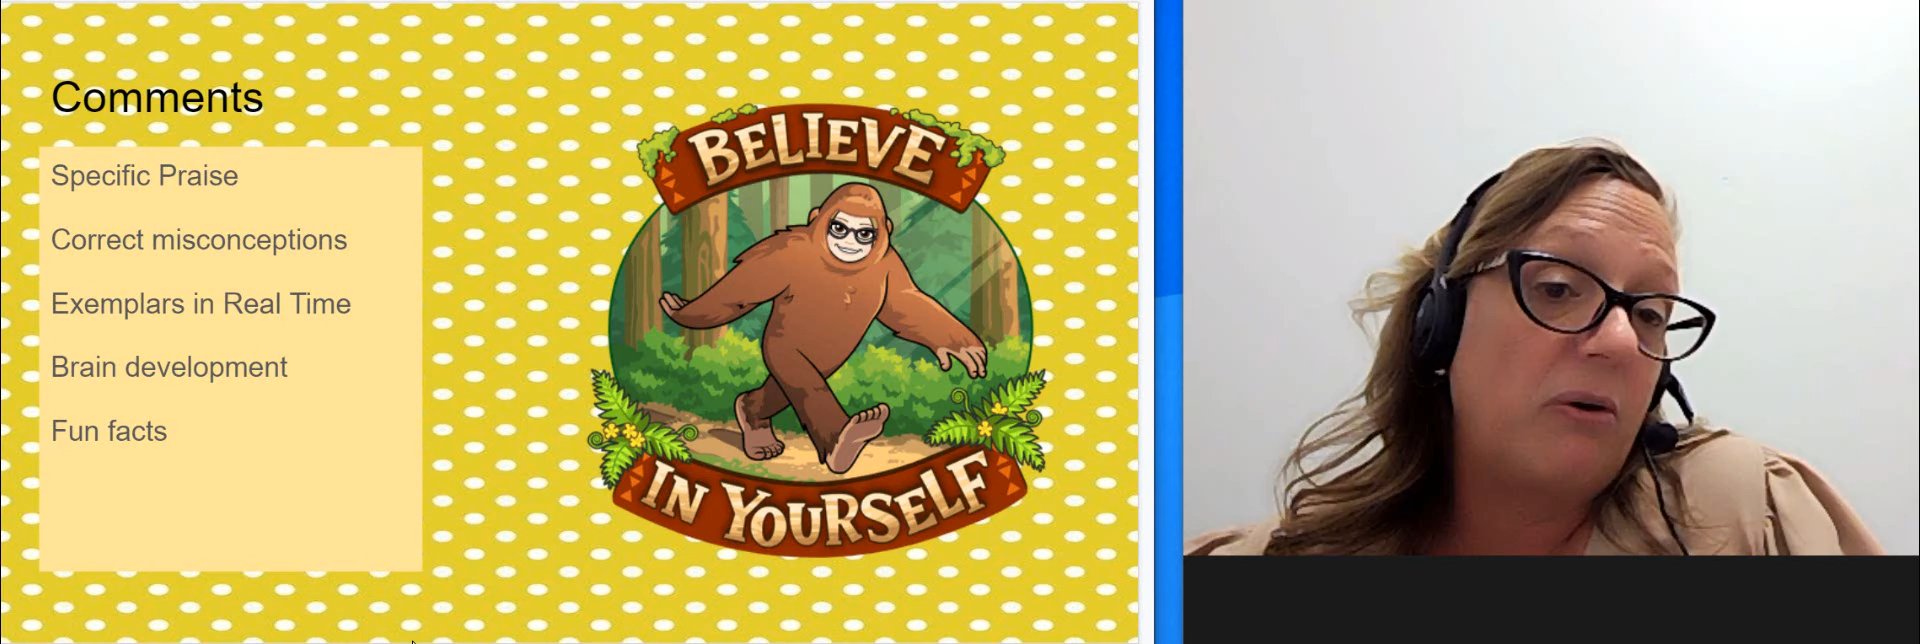 Comments
Specific Praise
Correct misconceptions
Exemplars in Real Time
Brain development
Fun facts
BELIEVE
IN YOURSELF